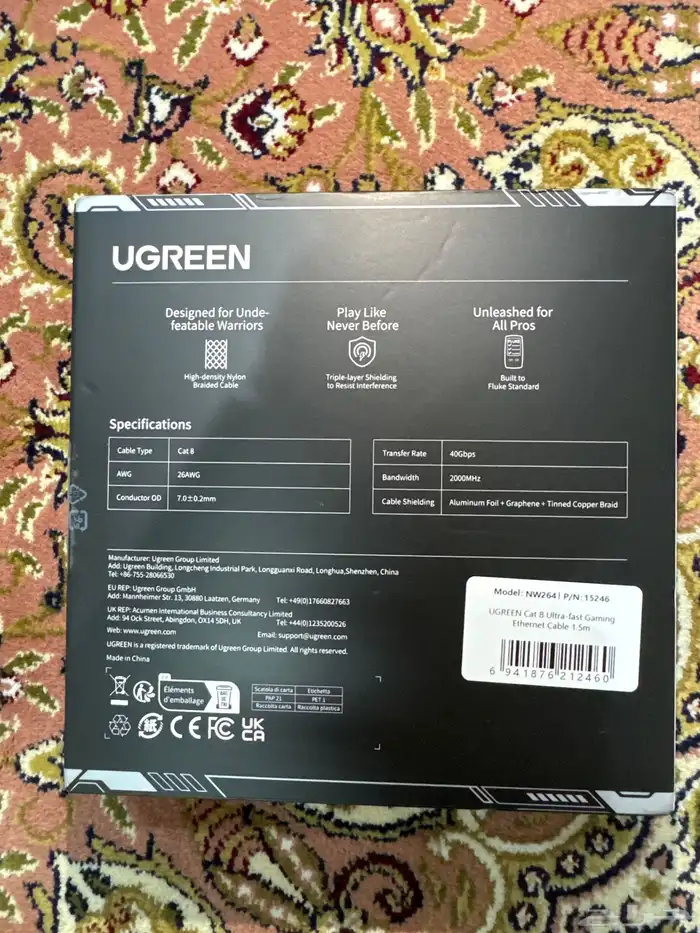 UGREEN
Designed for Unde-
featable Warriors
High-density Nylon
Braided Cable
Play Like
Never Before
Triple-layer Shielding
to Resist Interference
Unleashed for
All Pros
FLUKE
Built to
Fluke Standard
Specifications
Cable Type Cat 8
AWG 26AWG
Conductor OD 7.0±0.2mm
Transfer Rate 40Gbps
Bandwidth 2000MHz
Cable Shielding Aluminum Foil + Graphene + Tinned Copper Braid
Manufacturer: Ugreen Group Limited
Add: Ugreen Building, Longcheng Industrial Park, Longguanxi Road, Longhua,Shenzhen, China
Tel: +86-755-28066530
EU REP: Ugreen Group GmbH
Add: Mannheimer Str. 13, 30880 Laatzen, Germany Tel: +49(0)17660827663
UK REP: Acumen International Business Consultancy Limited
Add: 94 Ock Street, Abingdon, OX14 5DH, UK Tel: +44(0)1235200526
Web: www.ugreen.com Email: support@ugreen.com
UGREEN is a registered trademark of Ugreen Group Limited. All rights reserved.
Made in China
Model: NW264 | P/N: 15246
UGREEN Cat 8 Ultra-fast Gaming
Ethernet Cable 1.5m
6 941876 212460
Éléments
d'emballage
Scatola di carta Etichetta
PAP 21 PET 1
Raccolta carta Raccolta plastica
CE FC UK
CA